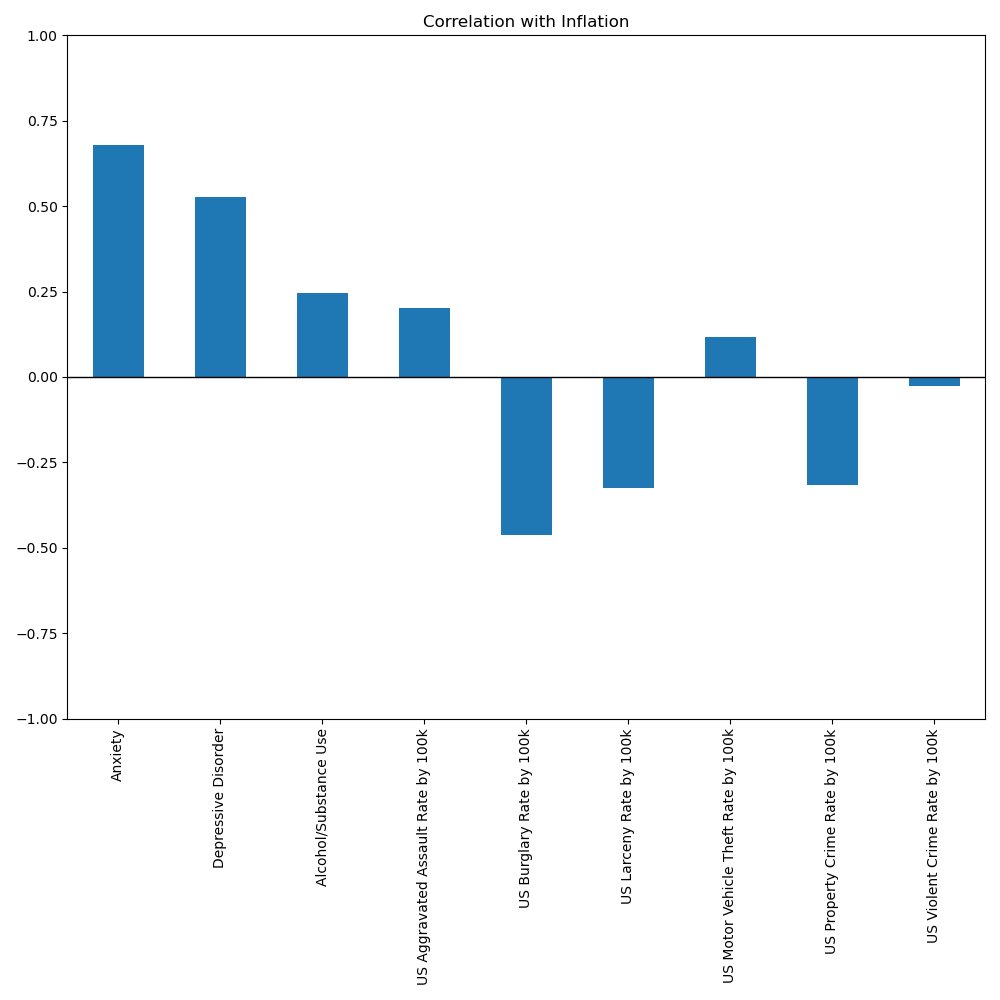 Correlation with Inflation
1.00
0.75
0.50
0.25
0.00
−0.25
−0.50
−0.75
−1.00
Anxiety
Depressive Disorder
Alcohol/Substance Use
US Aggravated Assault Rate by 100k
US Burglary Rate by 100k
US Larceny Rate by 100k
US Motor Vehicle Theft Rate by 100k
US Property Crime Rate by 100k
US Violent Crime Rate by 100k